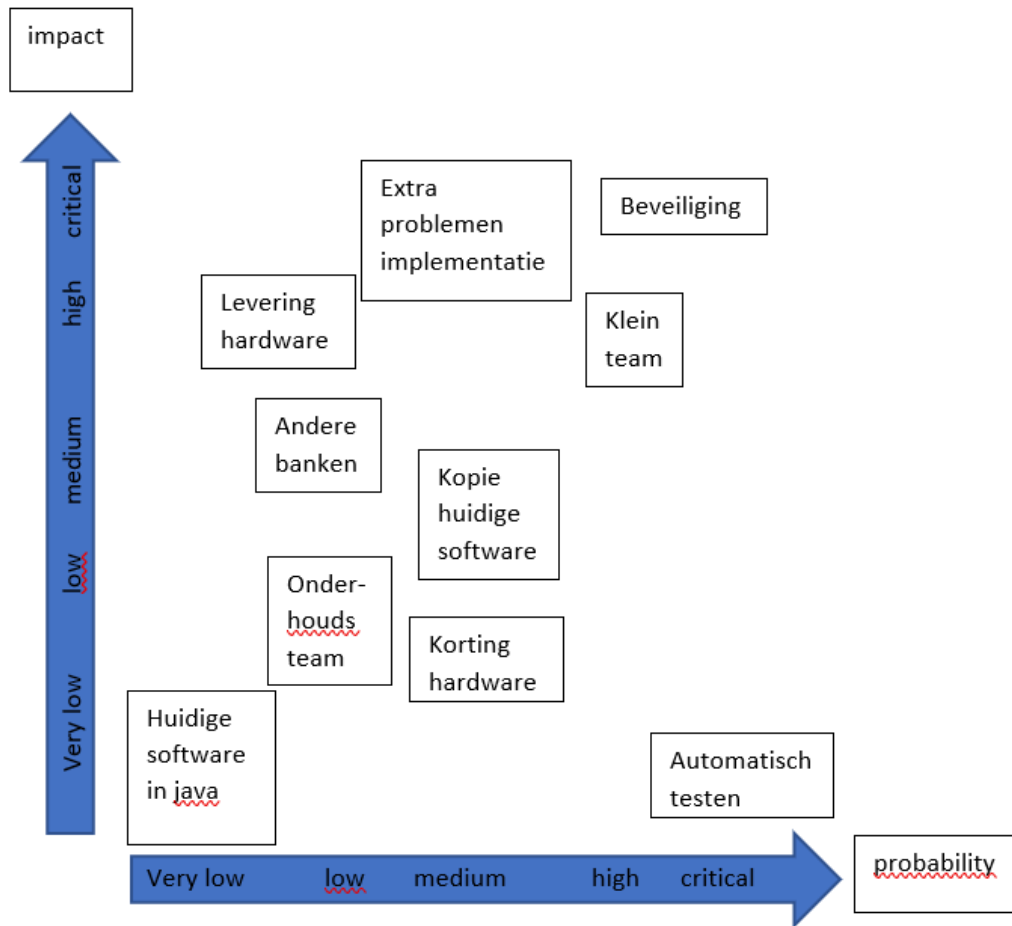 impact
critical
high
medium
low
Very low
Extra
problemen
implementatie
Beveiliging
Levering
hardware
Klein
team
Andere
banken
Kopie
huidige
software
Onder-
houds
team
Korting
hardware
Huidige
software
in java
Automatisch
testen
Very low
low
medium
high
critical
probability